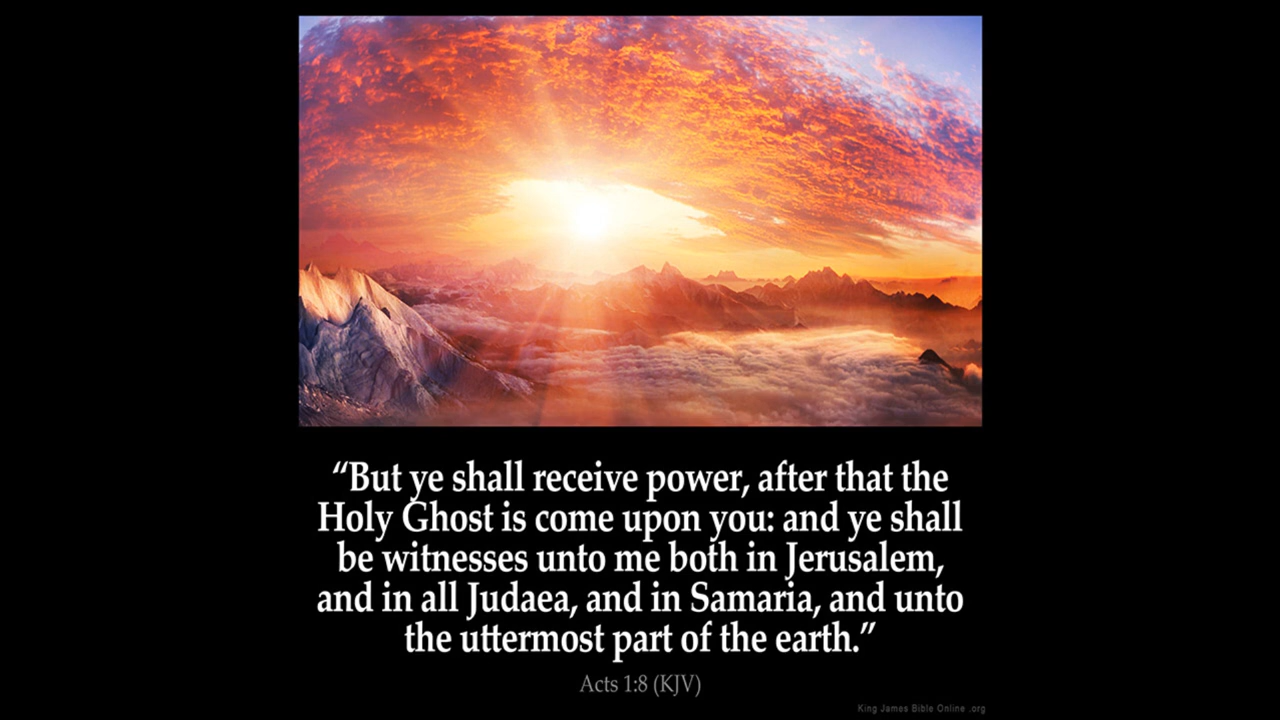 “But ye shall receive power, after that the
Holy Ghost is come upon you: and ye shall
be witnesses unto me both in Jerusalem,
and in all Judaea, and in Samaria, and unto
the uttermost part of the earth.”
Acts 1:8 (KJV)
King James Bible Online .org